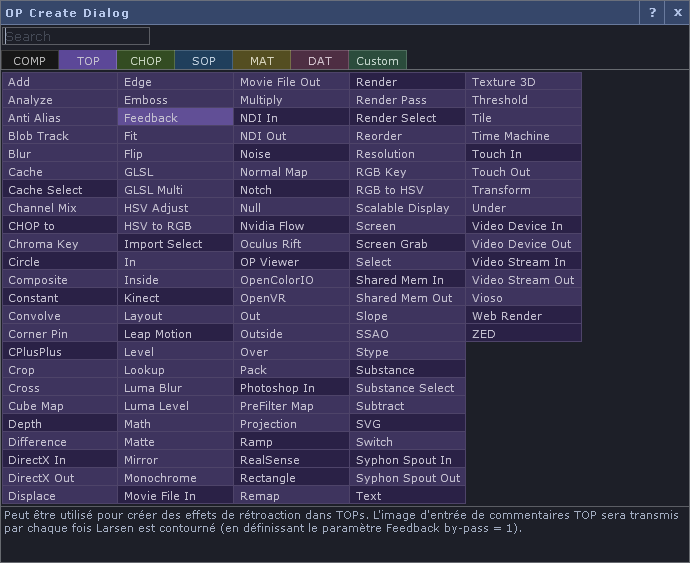 OP Create Dialog ? x
Search
COMP TOP CHOP SOP MAT DAT Custom
Add Edge Movie File Out Render Texture 3D
Analyze Emboss Multiply Render Pass Threshold
Anti Alias Feedback NDI In Render Select Tile
Blob Track Fit NDI Out Reorder Time Machine
Blur Flip Noise Resolution Touch In
Cache GLSL Normal Map RGB Key Touch Out
Cache Select GLSL Multi Notch RGB to HSV Transform
Channel Mix HSV Adjust Null Scalable Display Under
CHOP to HSV to RGB Nvidia Flow Screen Video Device In
Chroma Key Import Select Oculus Rift Screen Grab Video Device Out
Circle In OP Viewer Select Video Stream In
Composite Inside OpenColorIO Shared Mem In Video Stream Out
Constant Kinect OpenVR Shared Mem Out Vioso
Convolve Layout Out Slope Web Render
Corner Pin Leap Motion Outside SSAO ZED
CPlusPlus Level Over Stype
Crop Lookup Pack Substance
Cross Luma Blur Photoshop In Substance Select
Cube Map Luma Level PreFilter Map Subtract
Depth Math Projection SVG
Difference Matte Ramp Switch
DirectX In Mirror RealSense Syphon Spout In
DirectX Out Monochrome Rectangle Syphon Spout Out
Displace Movie File In Remap Text
Peut être utilisé pour créer des effets de rétroaction dans TOPs. L'image d'entrée de commentaires TOP sera transmis
par chaque fois Larsen est contourné (en définissant le paramètre Feedback by-pass = 1).